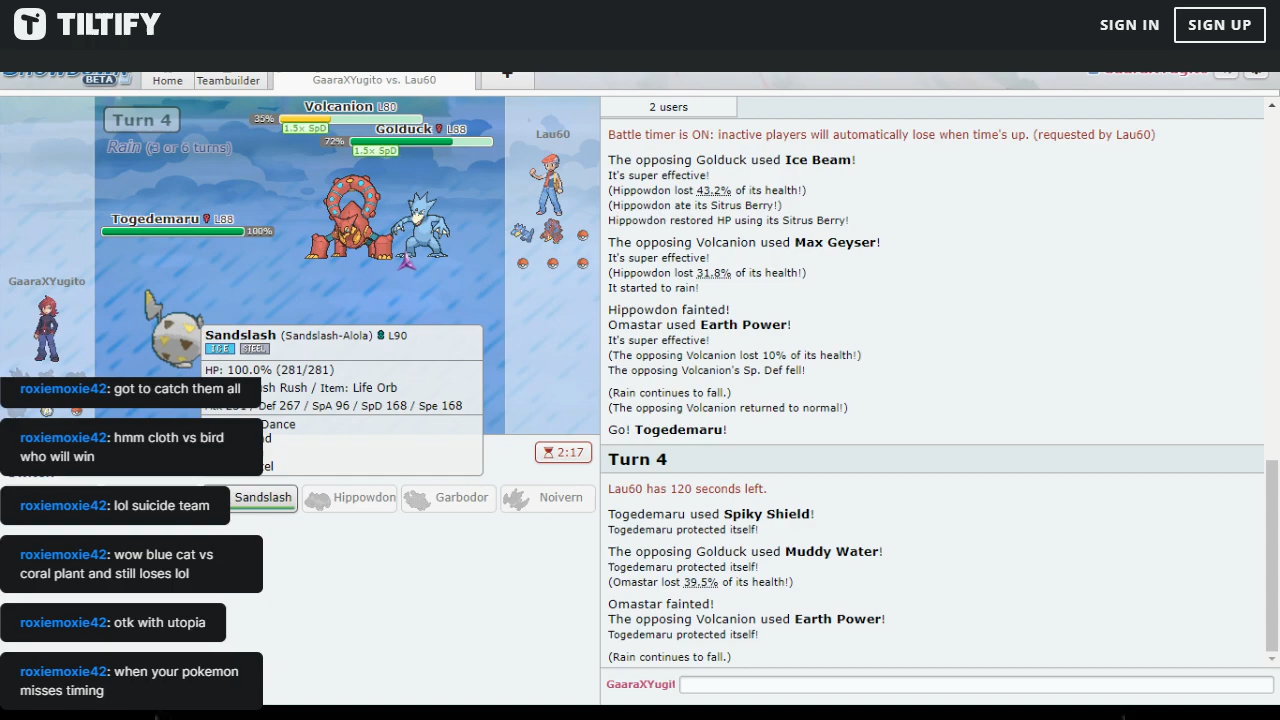 TILTIFY
SIGN IN
SIGN UP
BETA
Home
Teambuilder
GaaraXYugito vs. Lau60
+
Turn 4
Rain (3 or 6 turns)
Volcanion L80
35%
1.5× SpD
Golduck L88
72%
1.5× SpD
Togedemaru L88
100%
Lau60
GaaraXYugito
Sandslash (Sandslash-Alola) L90
ICE STEEL
HP: 100.0% (281/281)
Rush / Item: Life Orb
Def 267 / SpA 96 / SpD 168 / Spe 168
Dance
2:17
Sandslash
Hippowdon
Garbodor
Noivern
roxiemoxie42: got to catch them all
roxiemoxie42: hmm cloth vs bird
who will win
roxiemoxie42: lol suicide team
roxiemoxie42: wow blue cat vs
coral plant and still loses lol
roxiemoxie42: otk with utopia
roxiemoxie42: when your pokemon
misses timing
2 users
Battle timer is ON: inactive players will automatically lose when time's up. (requested by Lau60)
The opposing Golduck used Ice Beam!
It's super effective!
(Hippowdon lost 43.2% of its health!)
(Hippowdon ate its Sitrus Berry!)
Hippowdon restored HP using its Sitrus Berry!
The opposing Volcanion used Max Geyser!
It's super effective!
(Hippowdon lost 31.8% of its health!)
It started to rain!
Hippowdon fainted!
Omastar used Earth Power!
It's super effective!
(The opposing Volcanion lost 10% of its health!)
The opposing Volcanion's Sp. Def fell!
(Rain continues to fall.)
(The opposing Volcanion returned to normal!)
Go! Togedemaru!
Turn 4
Lau60 has 120 seconds left.
Togedemaru used Spiky Shield!
Togedemaru protected itself!
The opposing Golduck used Muddy Water!
Togedemaru protected itself!
(Omastar lost 39.5% of its health!)
Omastar fainted!
The opposing Volcanion used Earth Power!
Togedemaru protected itself!
(Rain continues to fall.)
GaaraXYugit